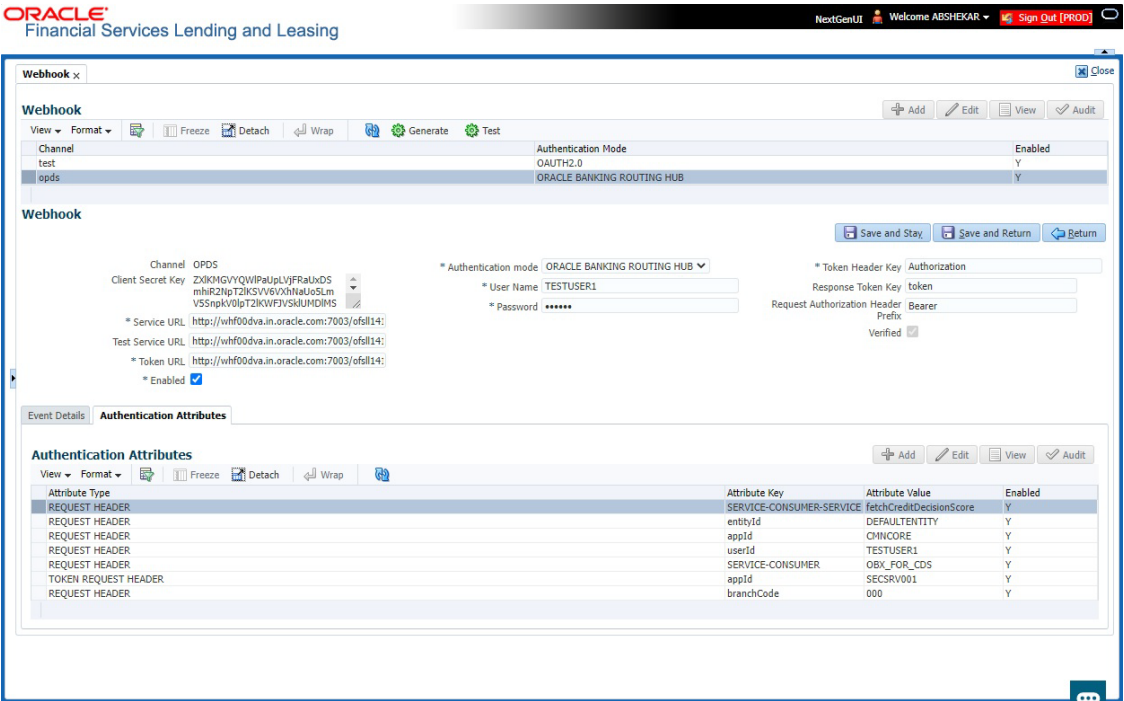 ORACLE
Financial Services Lending and Leasing
NextGenUI Welcome ABSHEKAR Sign Out [PROD]
Webhook x
Close
Webhook
Add Edit View Audit
View Format Freeze Detach Wrap Generate Test
Channel Authentication Mode Enabled
test OAUTH2.0 Y
opds ORACLE BANKING ROUTING HUB Y
Webhook
Save and Stay Save and Return Return
Channel OPDS
Client Secret Key
* Service URL http://whf00dva.in.oracle.com:7003/ofsll14:
Test Service URL http://whf00dva.in.oracle.com:7003/ofsll14:
* Token URL http://whf00dva.in.oracle.com:7003/ofsll14:
* Enabled
* Authentication mode ORACLE BANKING ROUTING HUB
* User Name TESTUSER1
* Password ••••••
* Token Header Key Authorization
Response Token Key token
Request Authorization Header Bearer
Prefix
Verified
Event Details Authentication Attributes
Authentication Attributes
Add Edit View Audit
View Format Freeze Detach Wrap
Attribute Type Attribute Key Attribute Value Enabled
REQUEST HEADER SERVICE-CONSUMER-SERVICE fetchCreditDecisionScore Y
REQUEST HEADER entityId DEFAULTENTITY Y
REQUEST HEADER appId CMNCORE Y
REQUEST HEADER userId TESTUSER1 Y
REQUEST HEADER SERVICE-CONSUMER OBX_FOR_CDS Y
TOKEN REQUEST HEADER appId SECSRV001 Y
REQUEST HEADER branchCode 000 Y